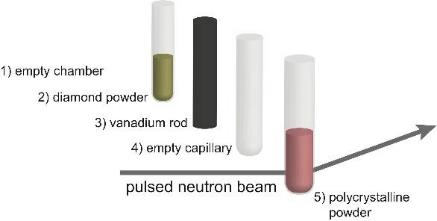 1) empty chamber
2) diamond powder
3) vanadium rod
4) empty capillary
pulsed neutron beam
5) polycrystalline
powder